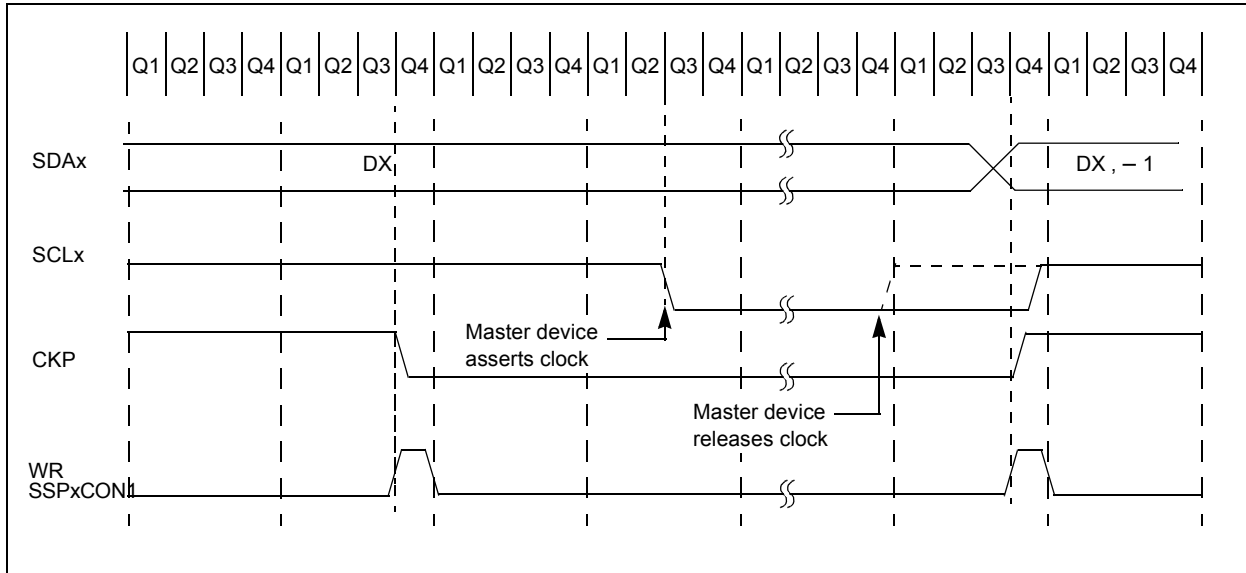 Q1 Q2 Q3 Q4 Q1 Q2 Q3 Q4 Q1 Q2 Q3 Q4 Q1 Q2 Q3 Q4 Q1 Q2 Q3 Q4 Q1 Q2 Q3 Q4 Q1 Q2 Q3 Q4
SDAx
DX
DX , – 1
SCLx
Master device
asserts clock
CKP
Master device
releases clock
WR
SSPxCON1